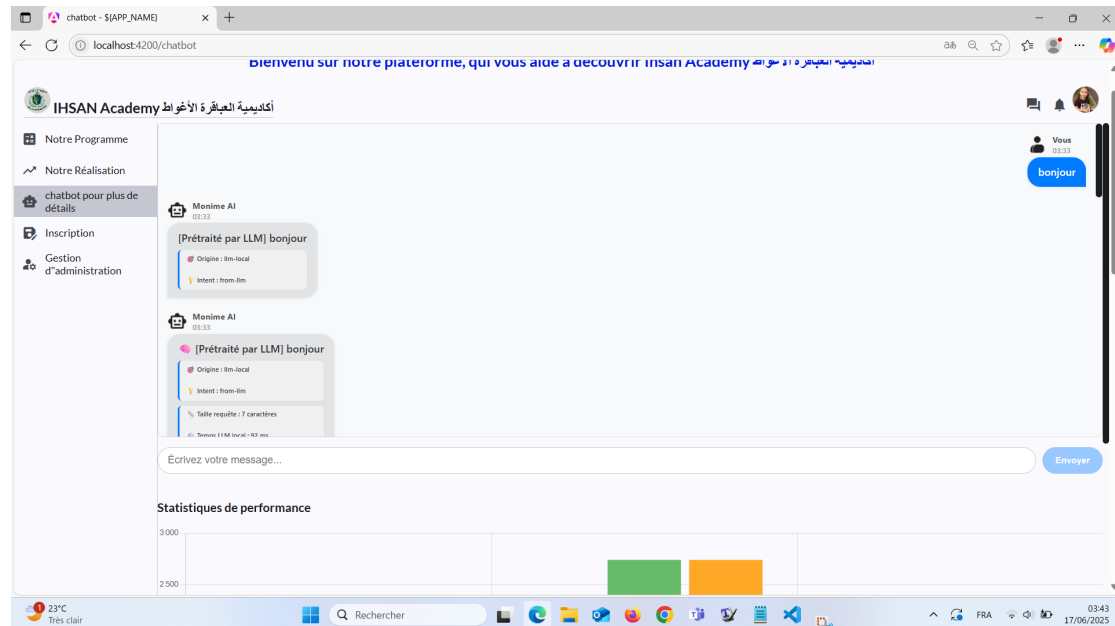 chatbot - ${APP_NAME}
localhost:4200/chatbot
Bienvenu sur notre plateforme, qui vous aide a decouvrir Ihsan Academy أكاديمية العباقرة الأغواط
IHSAN Academy أكاديمية العباقرة الأغواط
Notre Programme
Notre Réalisation
chatbot pour plus de
détails
Inscription
Gestion
d"administration
Vous
03:33
bonjour
Monime AI
03:33
[Prétraité par LLM] bonjour
Origine : llm-local
Intent : from-llm
Monime AI
03:33
[Prétraité par LLM] bonjour
Origine : llm-local
Intent : from-llm
Taille requête : 7 caractères
Temps LLM local : 92 ms
Écrivez votre message...
Envoyer
Statistiques de performance
3 000
2 500
1
23°C
Très clair
Rechercher
FRA
03:43
17/06/2025